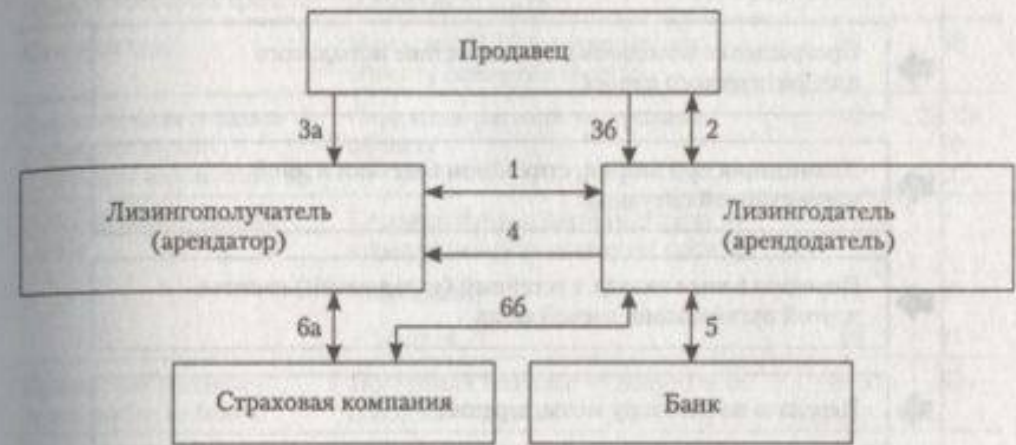 Продавец
3а
3б
2
1
Лизингополучатель
(арендатор)
Лизингодатель
(арендодатель)
4
6а
6б
5
Страховая компания
Банк